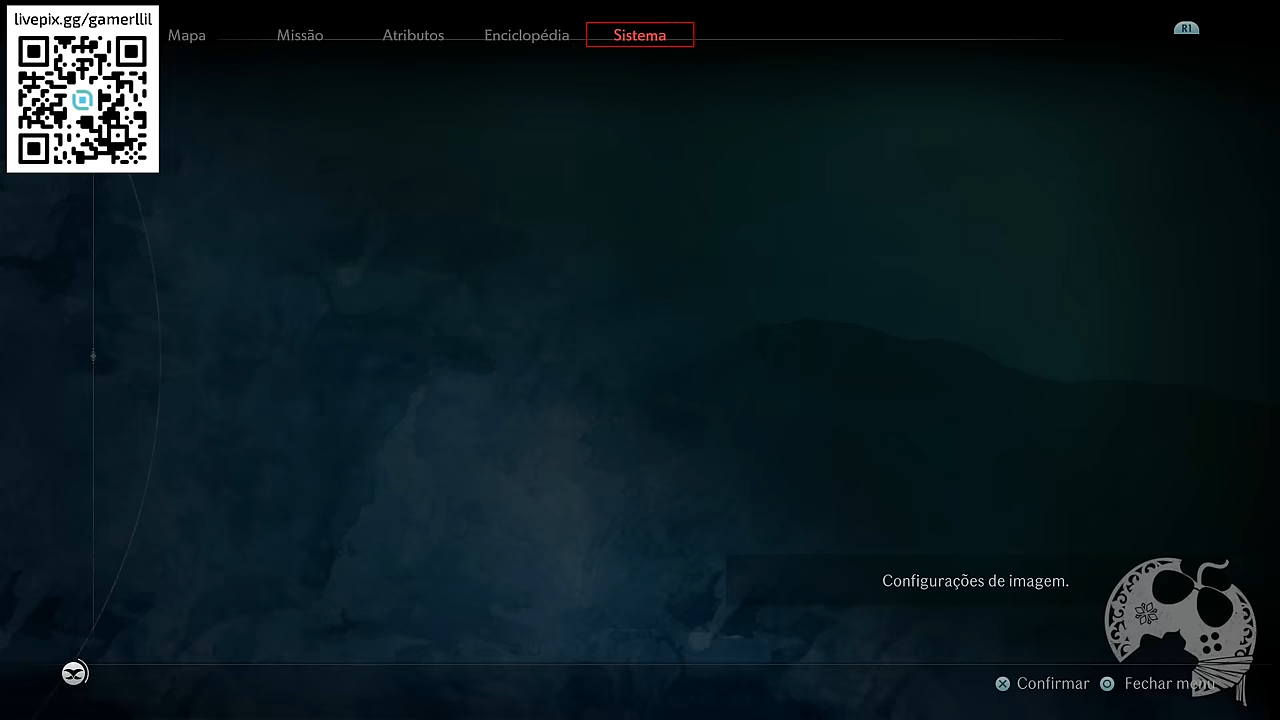 livepix.gg/gamerllil
Mapa
Missão
Atributos
Enciclopédia
Sistema
R1
Configurações de imagem.
Confirmar
Fechar menu